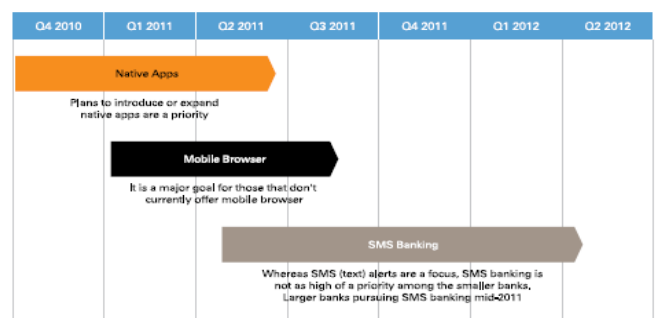 Q4 2010 Q1 2011 Q2 2011 Q3 2011 Q4 2011 Q1 2012 Q2 2012
Native Apps
Plans to introduce or expand
native apps are a priority
Mobile Browser
It is a major goal for those that don't
currently offer mobile browser
SMS Banking
Whereas SMS (text) alerts are a focus, SMS banking is
not as high of a priority among the smaller banks,
Larger banks pursuing SMS banking mid-2011